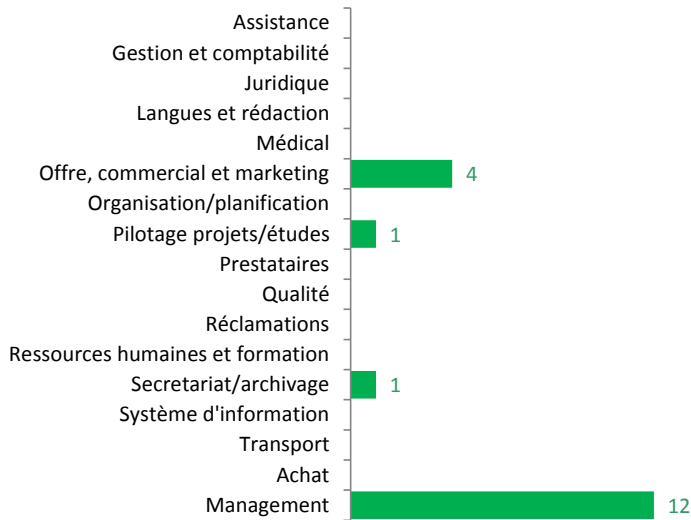 Assistance
Gestion et comptabilité
Juridique
Langues et rédaction
Médical
Offre, commercial et marketing 4
Organisation/planification
Pilotage projets/études 1
Prestataires
Qualité
Réclamations
Ressources humaines et formation
Secretariat/archivage 1
Système d'information
Transport
Achat
Management 12